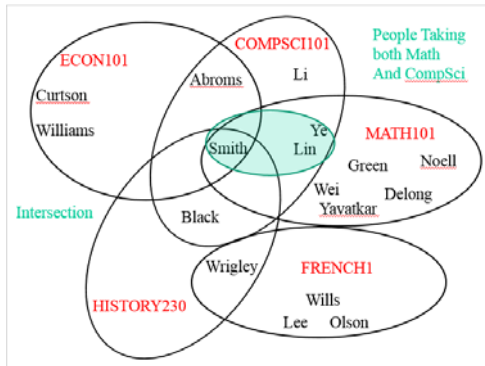 People Taking
both Math
And CompSci
COMPSCI101
ECON101
Abroms
Li
Curtson
Williams
Ye
Smith
Lin
MATH101
Green
Noell
Wei
Delong
Yavatkar
Intersection
Black
Wrigley
FRENCH1
HISTORY230
Wills
Lee
Olson